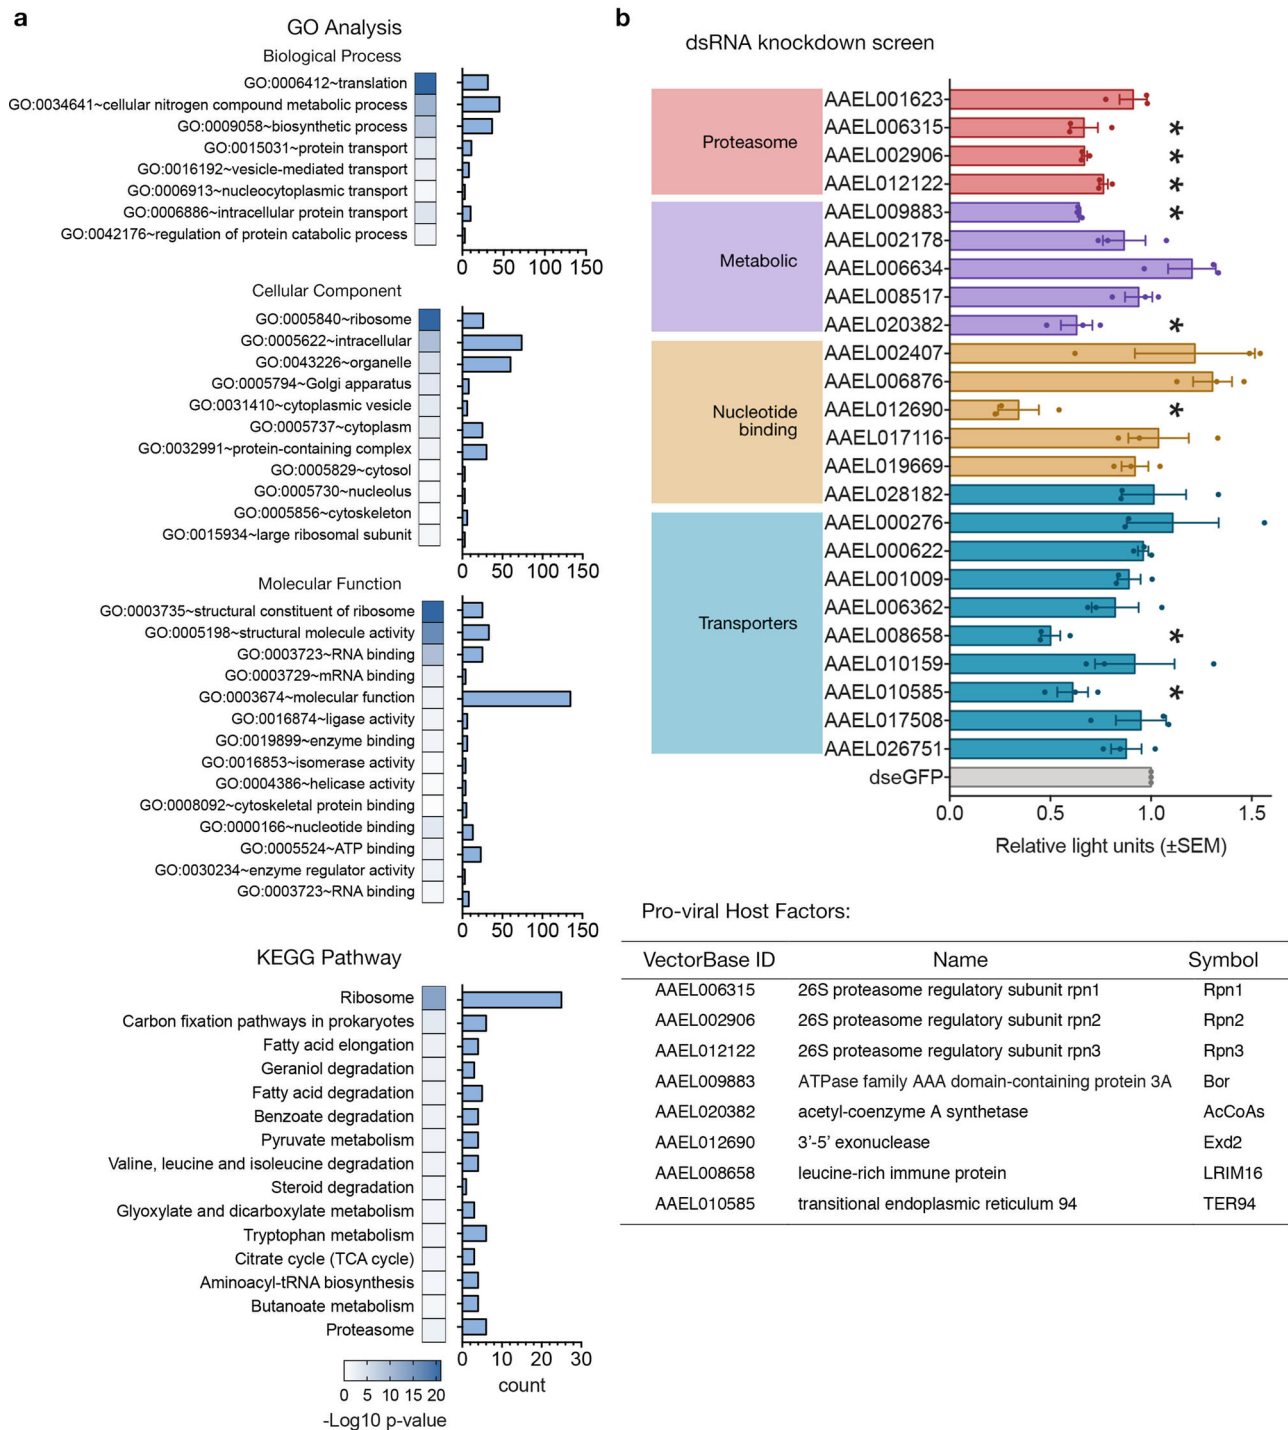 a
GO Analysis
Biological Process
GO:0006412~translation
GO:0034641~cellular nitrogen compound metabolic process
GO:0009058~biosynthetic process
GO:0015031~protein transport
GO:0016192~vesicle-mediated transport
GO:0006913~nucleocytoplasmic transport
GO:0006886~intracellular protein transport
GO:0042176~regulation of protein catabolic process
0 50 100 150
Cellular Component
GO:0005840~ribosome
GO:0005622~intracellular
GO:0043226~organelle
GO:0005794~Golgi apparatus
GO:0031410~cytoplasmic vesicle
GO:0005737~cytoplasm
GO:0032991~protein-containing complex
GO:0005829~cytosol
GO:0005730~nucleolus
GO:0005856~cytoskeleton
GO:0015934~large ribosomal subunit
0 50 100 150
Molecular Function
GO:0003735~structural constituent of ribosome
GO:0005198~structural molecule activity
GO:0003723~RNA binding
GO:0003729~mRNA binding
GO:0003674~molecular function
GO:0016874~ligase activity
GO:0019899~enzyme binding
GO:0016853~isomerase activity
GO:0004386~helicase activity
GO:0008092~cytoskeletal protein binding
GO:0000166~nucleotide binding
GO:0005524~ATP binding
GO:0030234~enzyme regulator activity
GO:0003723~RNA binding
0 50 100 150
KEGG Pathway
Ribosome
Carbon fixation pathways in prokaryotes
Fatty acid elongation
Geraniol degradation
Fatty acid degradation
Benzoate degradation
Pyruvate metabolism
Valine, leucine and isoleucine degradation
Steroid degradation
Glyoxylate and dicarboxylate metabolism
Tryptophan metabolism
Citrate cycle (TCA cycle)
Aminoacyl-tRNA biosynthesis
Butanoate metabolism
Proteasome
0 10 20 30
count
0 5 10 15 20
-Log10 p-value
b
dsRNA knockdown screen
Proteasome
Metabolic
Nucleotide
binding
Transporters
AAEL001623
AAEL006315 *
AAEL002906 *
AAEL012122 *
AAEL009883 *
AAEL002178
AAEL006634
AAEL008517
AAEL020382 *
AAEL002407
AAEL006876
AAEL012690 *
AAEL017116
AAEL019669
AAEL028182
AAEL000276
AAEL000622
AAEL001009
AAEL006362
AAEL008658 *
AAEL010159
AAEL010585 *
AAEL017508
AAEL026751
dseGFP
0.0 0.5 1.0 1.5
Relative light units (±SEM)
Pro-viral Host Factors:
VectorBase ID Name Symbol
AAEL006315 26S proteasome regulatory subunit rpn1 Rpn1
AAEL002906 26S proteasome regulatory subunit rpn2 Rpn2
AAEL012122 26S proteasome regulatory subunit rpn3 Rpn3
AAEL009883 ATPase family AAA domain-containing protein 3A Bor
AAEL020382 acetyl-coenzyme A synthetase AcCoAs
AAEL012690 3'-5' exonuclease Exd2
AAEL008658 leucine-rich immune protein LRIM16
AAEL010585 transitional endoplasmic reticulum 94 TER94